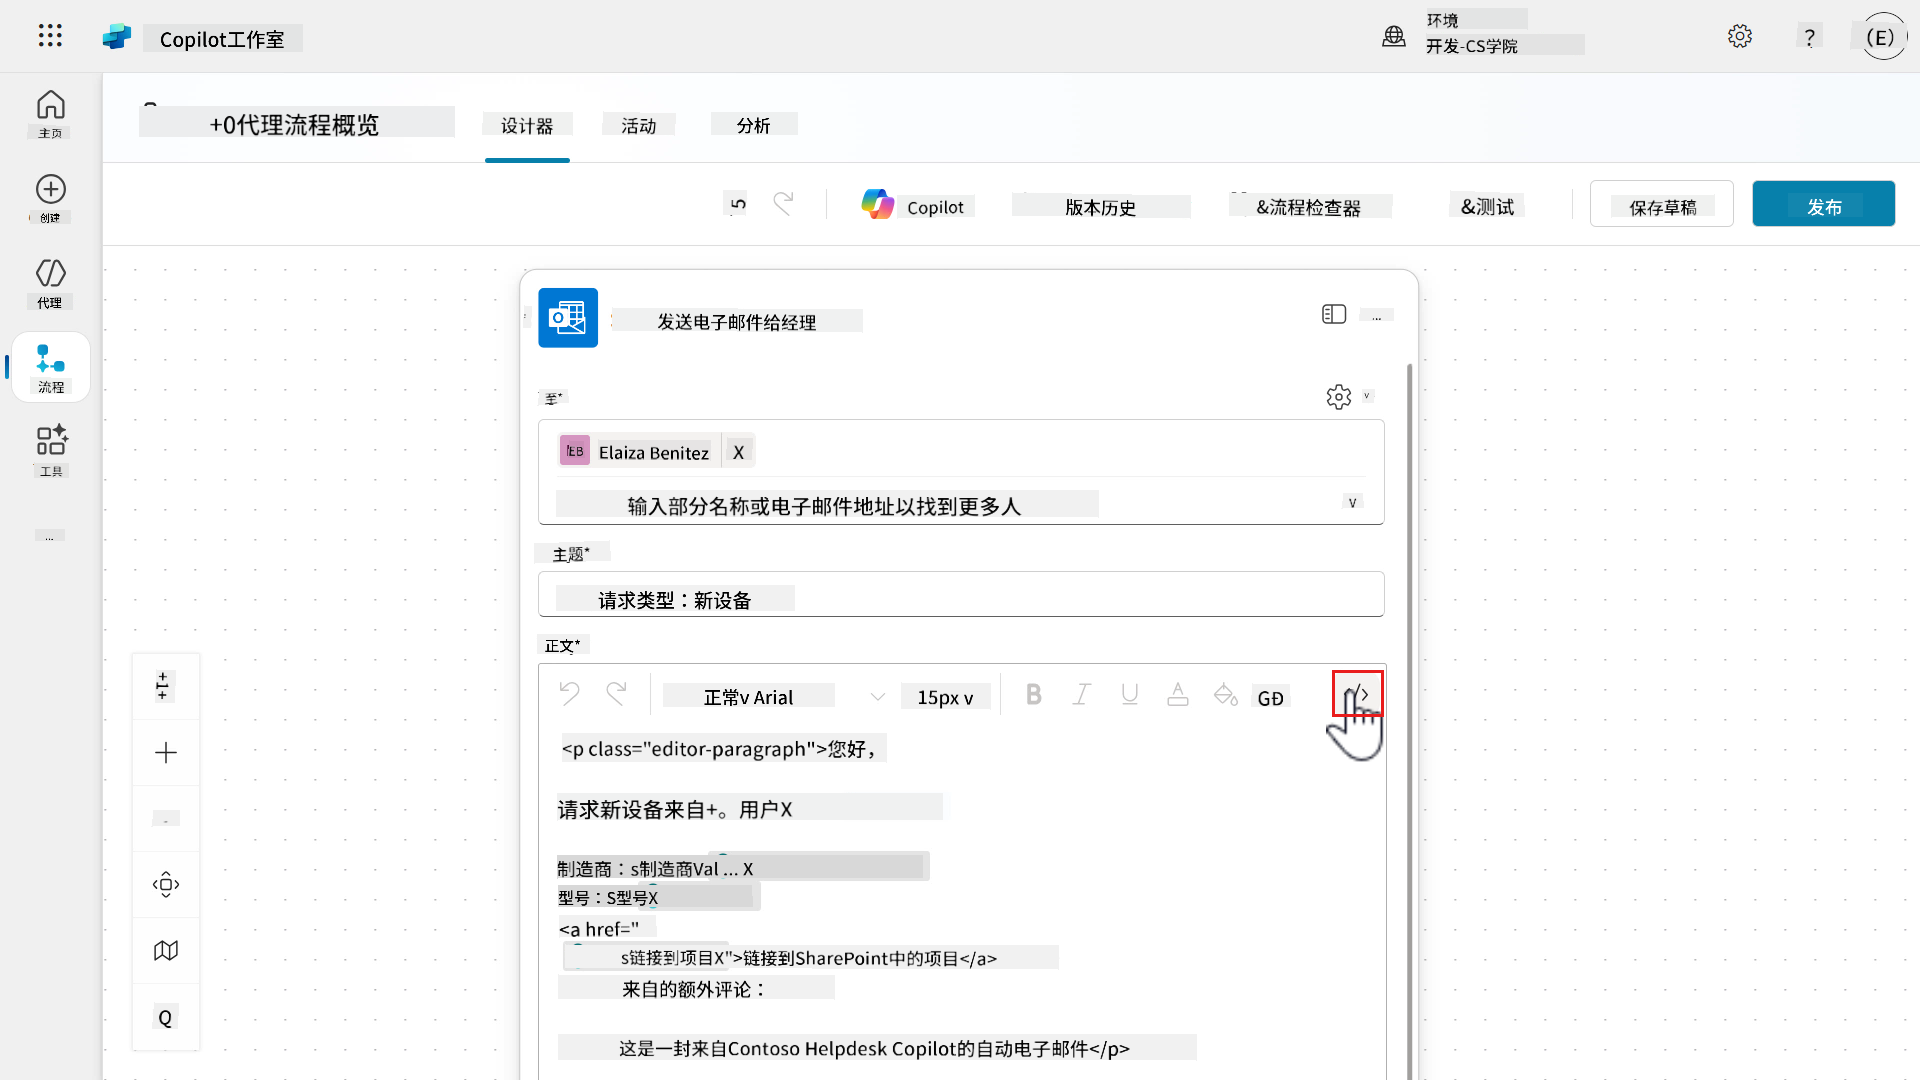 Copilot工作室
环境
开发-CS学院
?
(E)
主页
创建
代理
流程
工具
...
+0代理流程概览
设计器
活动
分析
5
Copilot
版本历史
&流程检查器
&测试
保存草稿
发布
发送电子邮件给经理
...
至*
v
EB Elaiza Benitez X
输入部分名称或电子邮件地址以找到更多人
v
主题*
请求类型：新设备
正文*
正常v Arial
15px v
B I U A GĐ </>
<p class="editor-paragraph">您好，
请求新设备来自+。用户X
制造商：s制造商Val ... X
型号：S型号X
<a href="
s链接到项目X">链接到SharePoint中的项目</a>
来自的额外评论：
这是一封来自Contoso Helpdesk Copilot的自动电子邮件</p>
+I+
-
Q